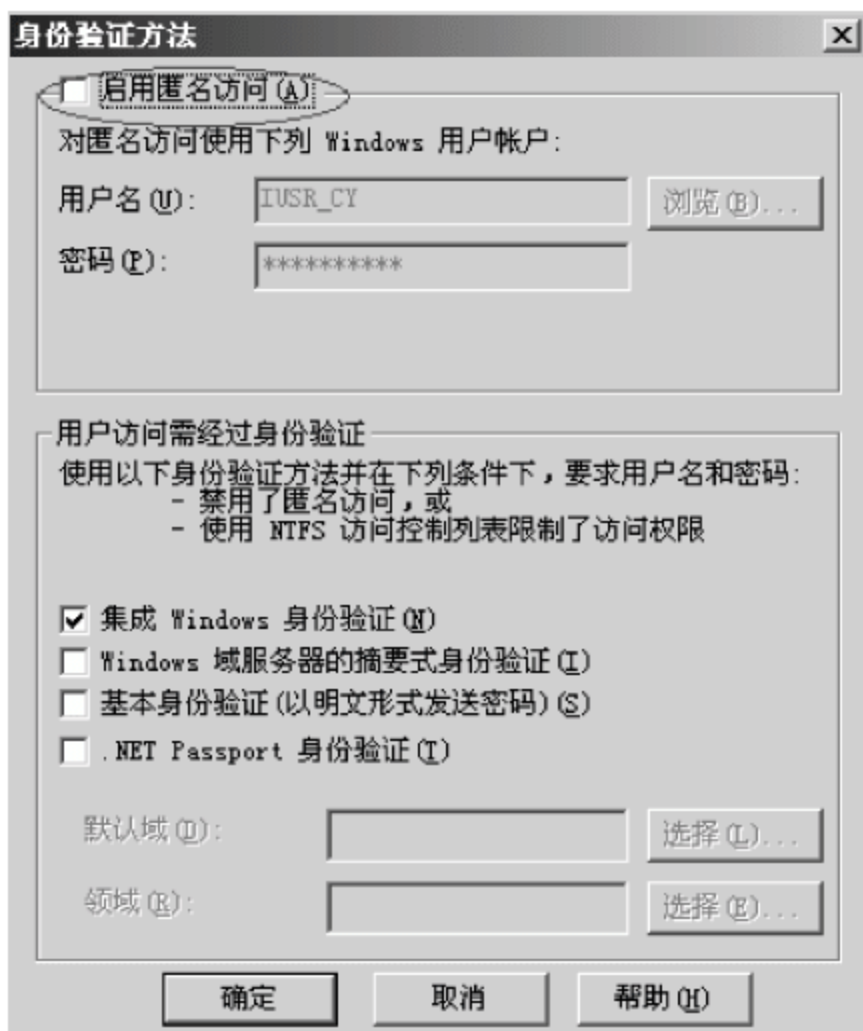 身份验证方法
启用匿名访问(A)
对匿名访问使用下列 Windows 用户帐户:
用户名(U): IUSR_CY 浏览(B)...
密码(P): **********
用户访问需经过身份验证
使用以下身份验证方法并在下列条件下，要求用户名和密码:
- 禁用了匿名访问，或
- 使用 NTFS 访问控制列表限制了访问权限
集成 Windows 身份验证(N)
Windows 域服务器的摘要式身份验证(I)
基本身份验证(以明文形式发送密码)(S)
.NET Passport 身份验证(T)
默认域(D): 选择(L)...
领域(R): 选择(E)...
确定 取消 帮助(H)